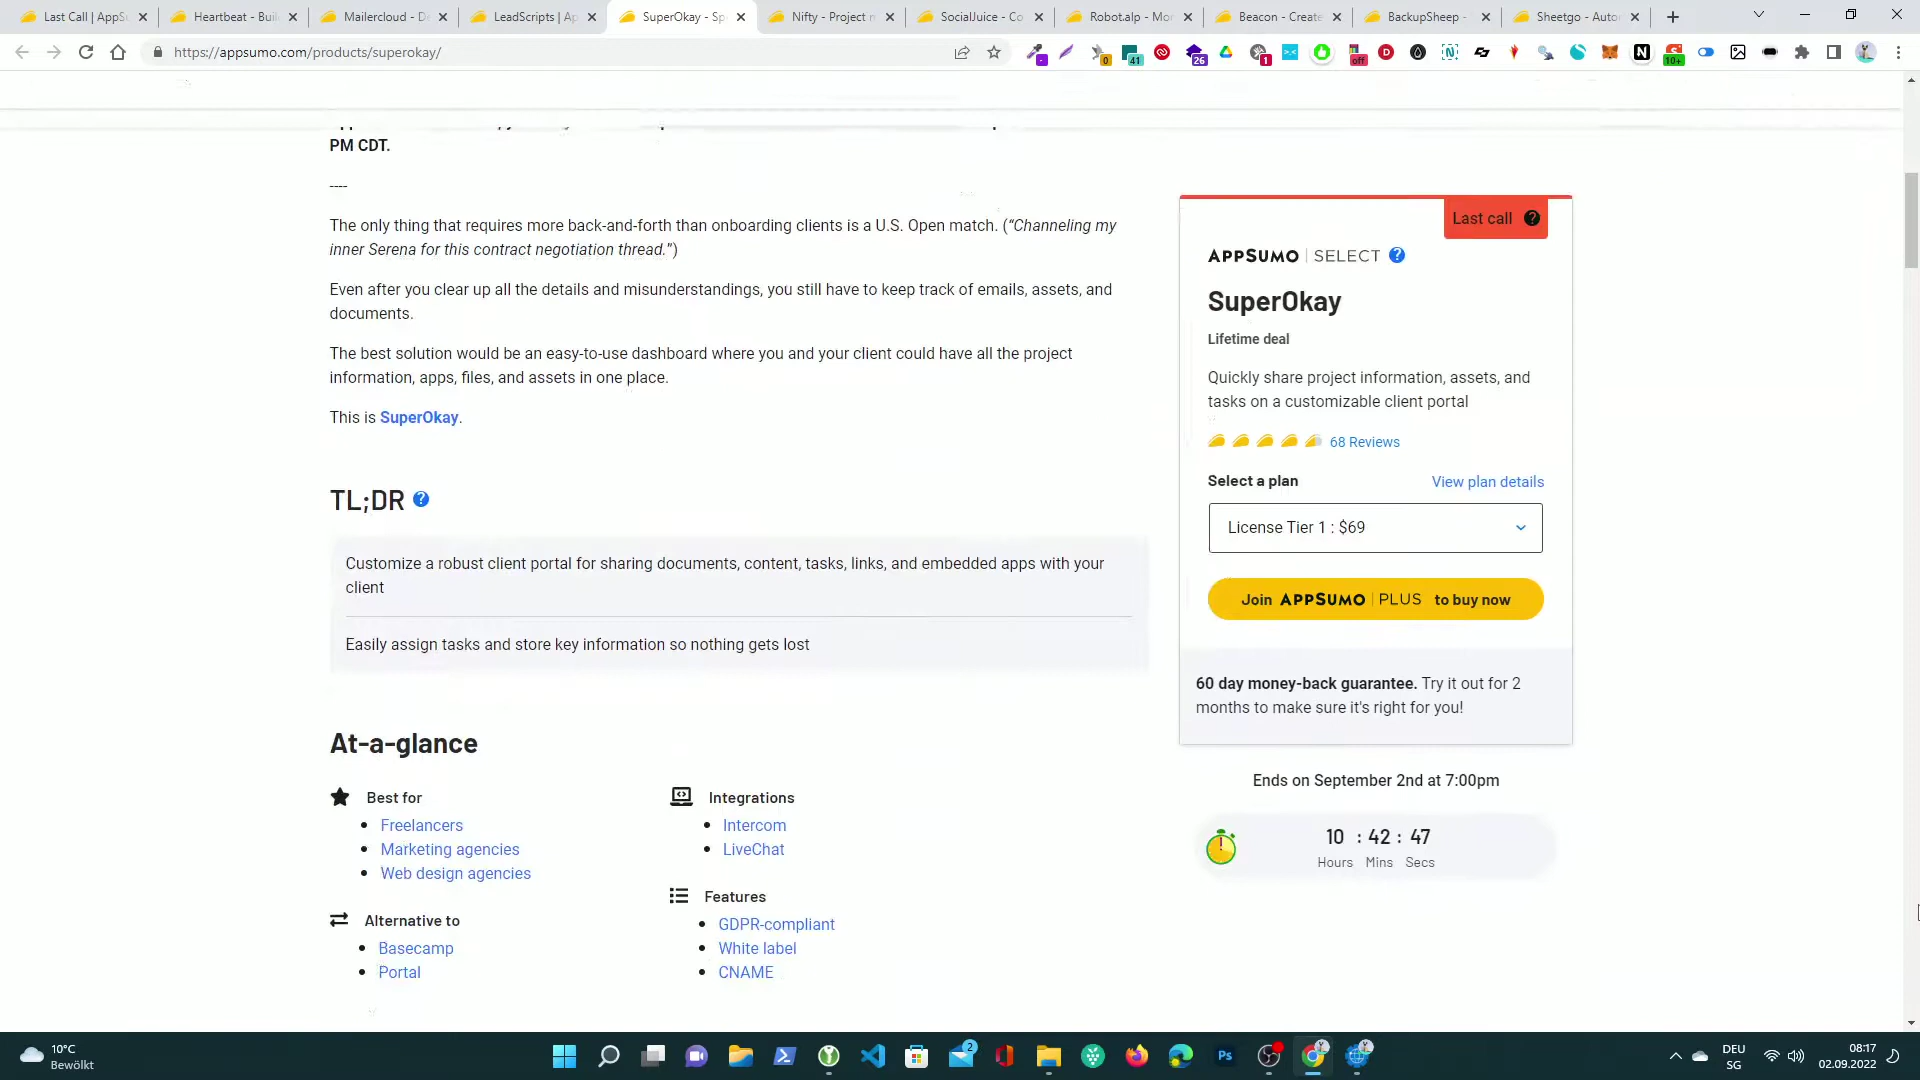 Last Call | AppS
Heartbeat - Buil
Mailercloud - D
LeadScripts | Ap
SuperOkay - Sp
Nifty - Project m
SocialJuice - Co
Robot.alp - Mor
Beacon - Create
BackupSheep -
Sheetgo - Auto
https://appsumo.com/products/superokay/
PM CDT.
----
The only thing that requires more back-and-forth than onboarding clients is a U.S. Open match. (“Channeling my
inner Serena for this contract negotiation thread.”)
Even after you clear up all the details and misunderstandings, you still have to keep track of emails, assets, and
documents.
The best solution would be an easy-to-use dashboard where you and your client could have all the project
information, apps, files, and assets in one place.
This is SuperOkay.
TL;DR ?
Customize a robust client portal for sharing documents, content, tasks, links, and embedded apps with your
client
Easily assign tasks and store key information so nothing gets lost
At-a-glance
Best for
Freelancers
Marketing agencies
Web design agencies
Alternative to
Basecamp
Portal
Integrations
Intercom
LiveChat
Features
GDPR-compliant
White label
CNAME
Last call ?
APPSUMO | SELECT ?
SuperOkay
Lifetime deal
Quickly share project information, assets, and
tasks on a customizable client portal
68 Reviews
Select a plan View plan details
License Tier 1 : $69
Join APPSUMO | PLUS to buy now
60 day money-back guarantee. Try it out for 2
months to make sure it's right for you!
Ends on September 2nd at 7:00pm
10 : 42 : 47
Hours Mins Secs
10°C
Bewölkt
DEU
SG
08:17
02.09.2022